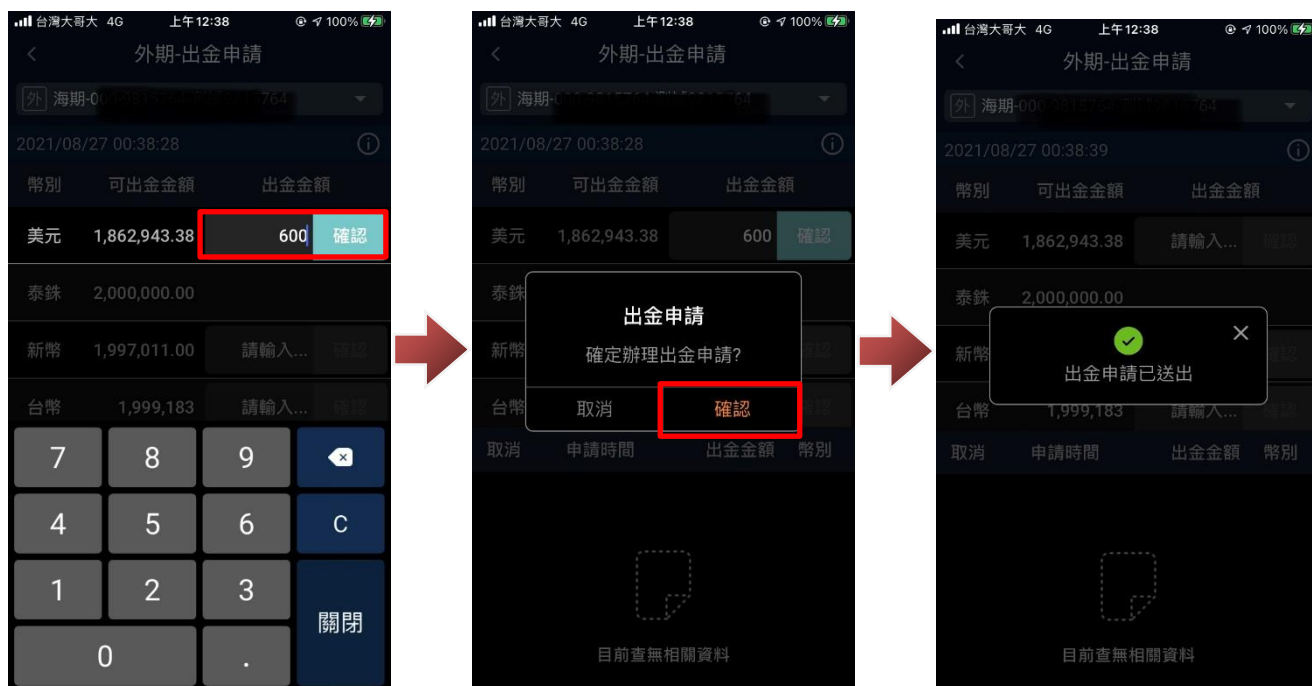 台灣大哥大 4G 上午12:38 100%
外期-出金申請
外 海期-0 764
2021/08/27 00:38:28
幣別 可出金金額 出金金額
美元 1,862,943.38 600 確認
泰銖 2,000,000.00
新幣 1,997,011.00 請輸入... 確認
台幣 1,999,183 請輸入... 確認
7 8 9
4 5 6 C
1 2 3
關閉
0 .
台灣大哥大 4G 上午12:38 100%
外期-出金申請
外 海期- 64
2021/08/27 00:38:28
幣別 可出金金額 出金金額
美元 1,862,943.38 600 確認
泰銖
出金申請
新幣 確定辦理出金申請?
台幣 取消 確認
取消 申請時間 出金金額 幣別
目前查無相關資料
台灣大哥大 4G 上午12:38 100%
外期-出金申請
外 海期-000 64
2021/08/27 00:38:39
幣別 可出金金額 出金金額
美元 1,862,943.38 請輸入... 確認
泰銖 2,000,000.00
新幣
出金申請已送出
台幣 1,999,183 請輸入... 確認
取消 申請時間 出金金額 幣別
目前查無相關資料